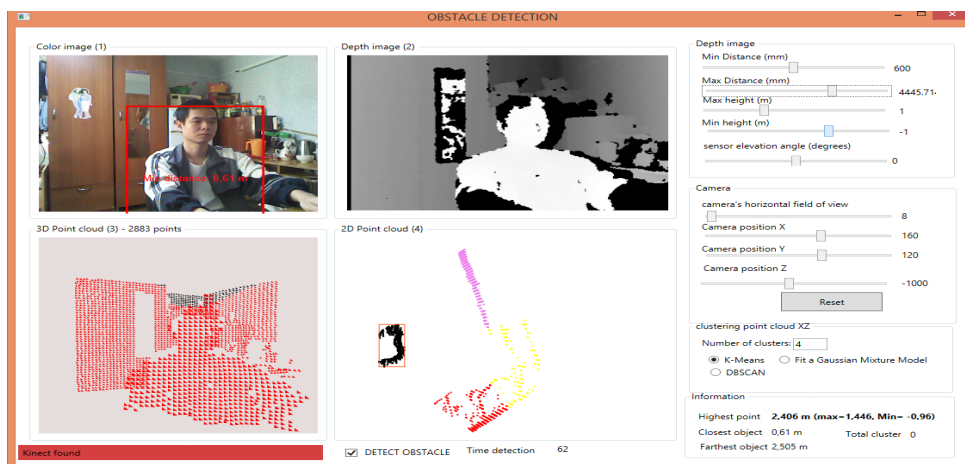 OBSTACLE DETECTION
Color image (1)
Min distance 0,61 m
Depth image (2)
3D Point cloud (3) - 2883 points
2D Point cloud (4)
Kinect found
DETECT OBSTACLE Time detection 62
Depth image
Min Distance (mm)
600
Max Distance (mm)
4445.71
Max height (m)
1
Min height (m)
-1
sensor elevation angle (degrees)
0
Camera
camera's horizontal field of view
8
Camera position X
160
Camera position Y
120
Camera position Z
-1000
Reset
clustering point cloud XZ
Number of clusters: 4
K-Means Fit a Gaussian Mixture Model
DBSCAN
Information
Highest point 2,406 m (max=1,446, Min= -0,96)
Closest object 0,61 m Total cluster 0
Farthest object 2,505 m